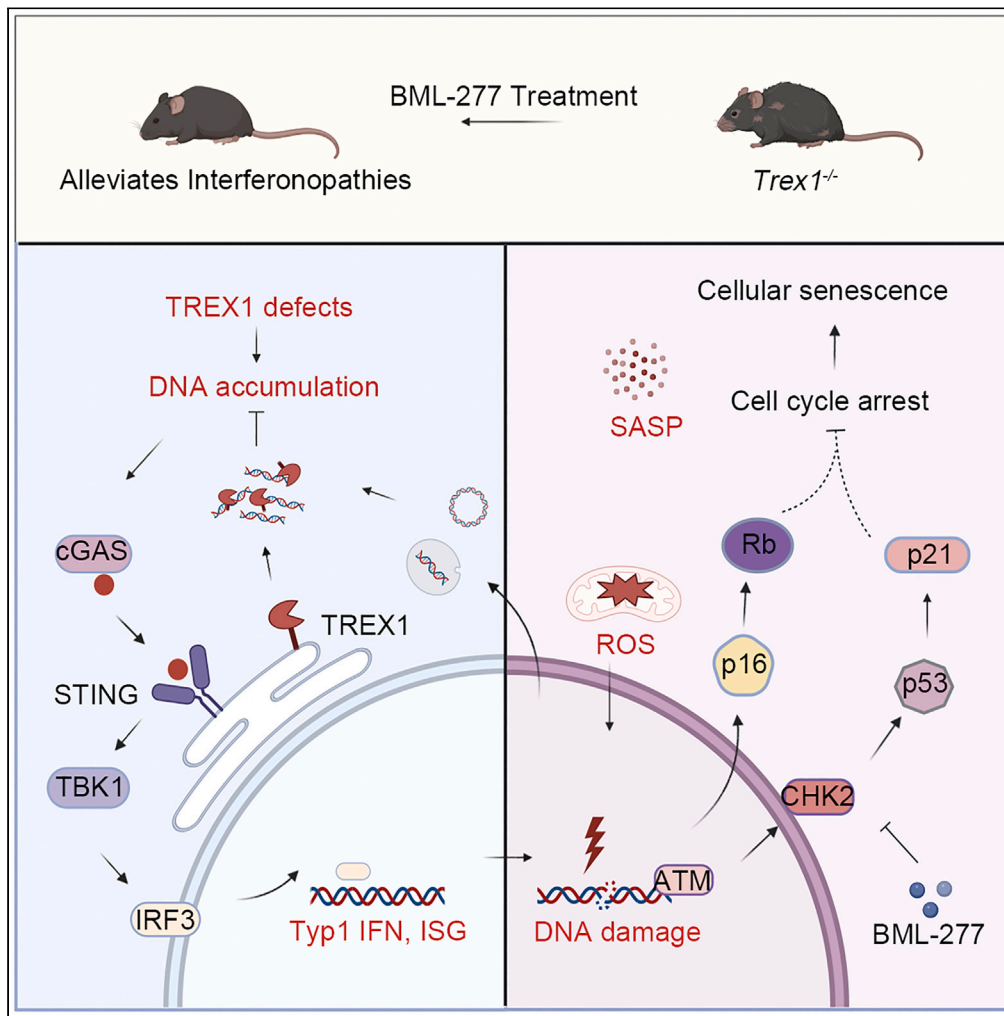 BML-277 Treatment
Alleviates Interferonopathies
Trex1-/-
TREX1 defects
DNA accumulation
cGAS
TREX1
STING
TBK1
IRF3
Typ1 IFN, ISG
Cellular senescence
Cell cycle arrest
SASP
Rb
p21
ROS
p16
p53
CHK2
ATM
DNA damage
BML-277